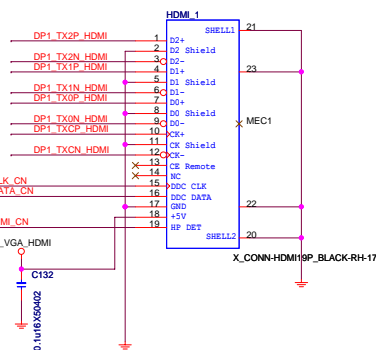 HDMI_1
DP1_TX2P_HDMI 1 D2+ SHELL1 21
2 D2 Shield
DP1_TX2N_HDMI 3 D2-
DP1_TX1P_HDMI 4 D1+ 23
5 D1 Shield
DP1_TX1N_HDMI 6 D1-
DP1_TX0P_HDMI 7 D0+
8 D0 Shield
DP1_TX0N_HDMI 9 D0- MEC1
DP1_TXCP_HDMI 10 CK+
11 CK Shield
DP1_TXCN_HDMI 12 CK-
13 CE Remote
14 NC
LK_CN 15 DDC CLK
ATA_CN 16 DDC DATA
17 GND 22
18 +5V
MI_CN 19 HP DET SHELL2 20
_VGA_HDMI
X_CONN-HDMI19P_BLACK-RH-17
C132
0.1u16X50402